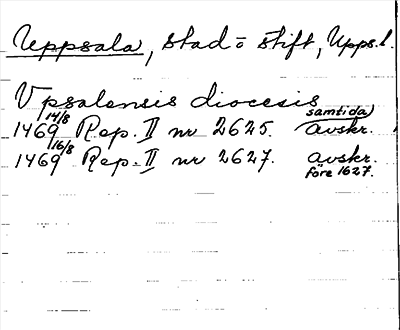 Uppsala, stad o stift, Upps.l.
Vpsalensis diocesis
1469 14/8 Rep. II nr 2625. samtida avskr.
1469 16/8 Rep. II nr 2627. avskr. före 1627.